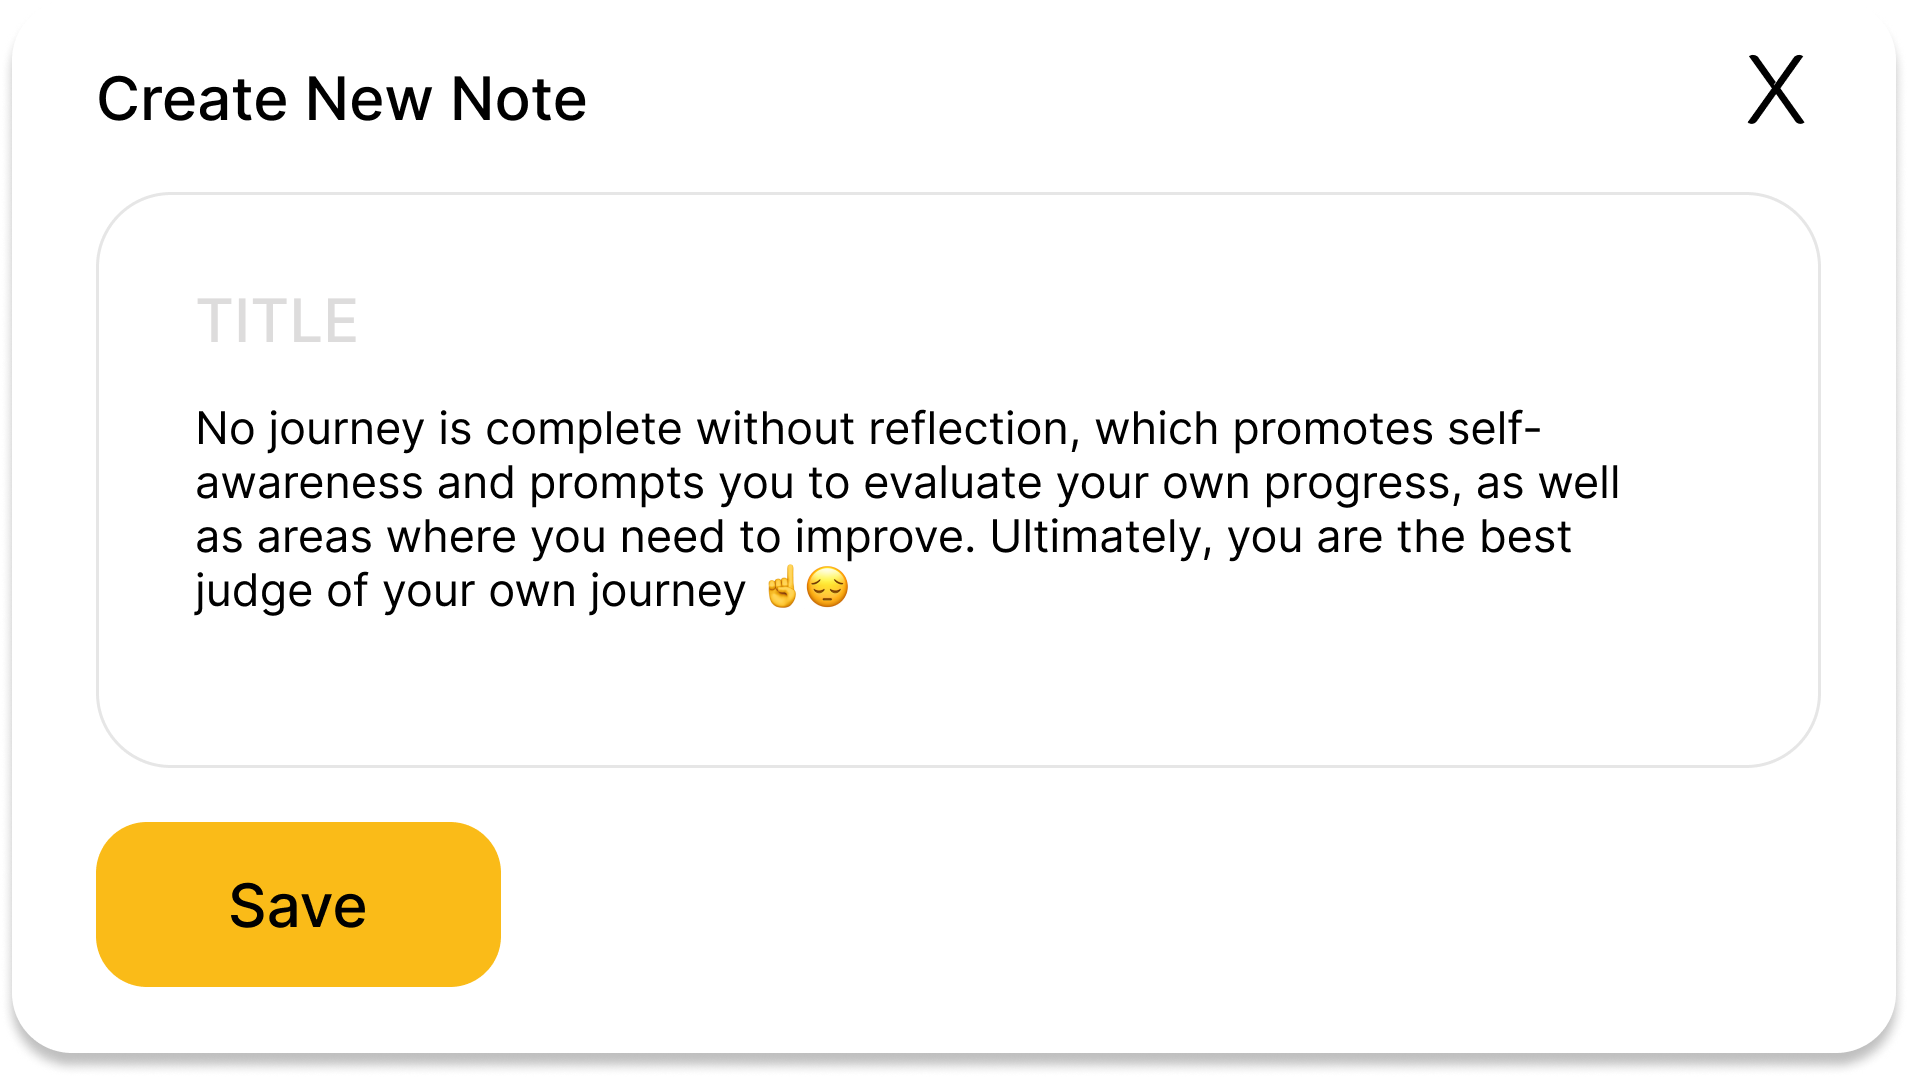 Create New Note
X
TITLE
No journey is complete without reflection, which promotes self-
awareness and prompts you to evaluate your own progress, as well
as areas where you need to improve. Ultimately, you are the best
judge of your own journey ☝️😔
Save